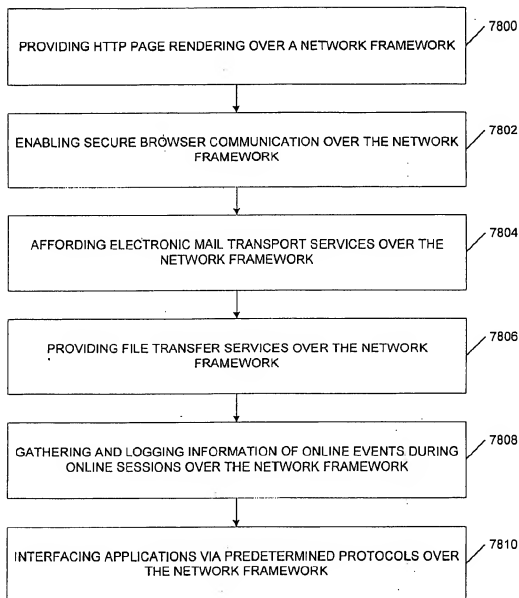 PROVIDING HTTP PAGE RENDERING OVER A NETWORK FRAMEWORK
7800
ENABLING SECURE BROWSER COMMUNICATION OVER THE NETWORK
FRAMEWORK
7802
AFFORDING ELECTRONIC MAIL TRANSPORT SERVICES OVER THE
NETWORK FRAMEWORK
7804
PROVIDING FILE TRANSFER SERVICES OVER THE NETWORK
FRAMEWORK
7806
GATHERING AND LOGGING INFORMATION OF ONLINE EVENTS DURING
ONLINE SESSIONS OVER THE NETWORK FRAMEWORK
7808
INTERFACING APPLICATIONS VIA PREDETERMINED PROTOCOLS OVER
THE NETWORK FRAMEWORK
7810